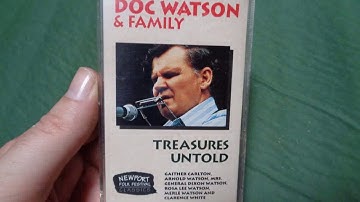 DOC WATSON
& FAMILY
TREASURES
UNTOLD
GAITHER CARLTON,
ARNOLD WATSON, MRS.
GENERAL DIXON WATSON,
ROSA LEE WATSON,
MERLE WATSON AND
CLARENCE WHITE
NEWPORT
FOLK FESTIVAL
CLASSICS